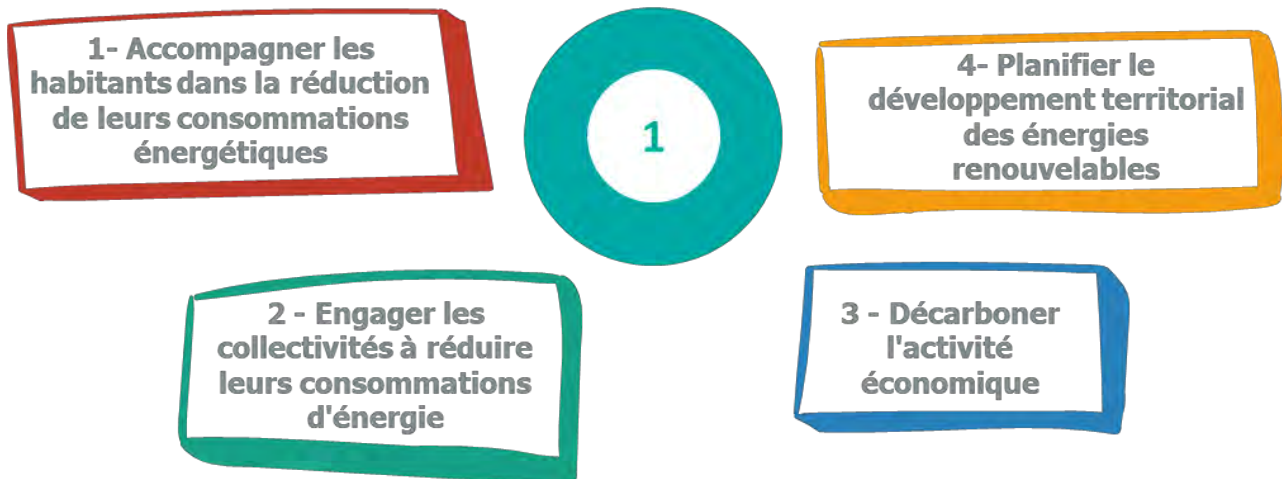 1- Accompagner les
habitants dans la réduction
de leurs consommations
énergétiques
1
4- Planifier le
développement territorial
des énergies
renouvelables
2 - Engager les
collectivités à réduire
leurs consommations
d'énergie
3 - Décarboner
l'activité
économique